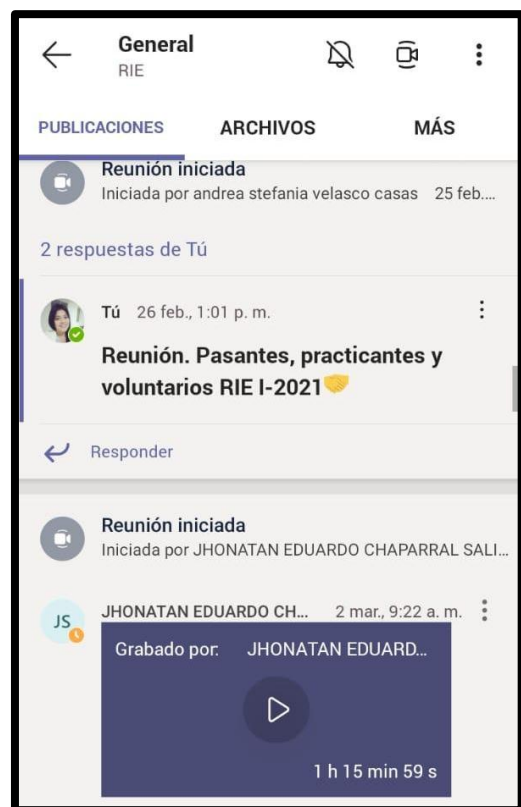 General
RIE
PUBLICACIONES ARCHIVOS MÁS
Reunión iniciada
Iniciada por andrea stefania velasco casas 25 feb....
2 respuestas de Tú
Tú 26 feb., 1:01 p. m.
Reunión. Pasantes, practicantes y
voluntarios RIE I-2021🤝
Responder
Reunión iniciada
Iniciada por JHONATAN EDUARDO CHAPARRAL SALI...
JS JHONATAN EDUARDO CH... 2 mar., 9:22 a. m.
Grabado por: JHONATAN EDUARD...
1 h 15 min 59 s